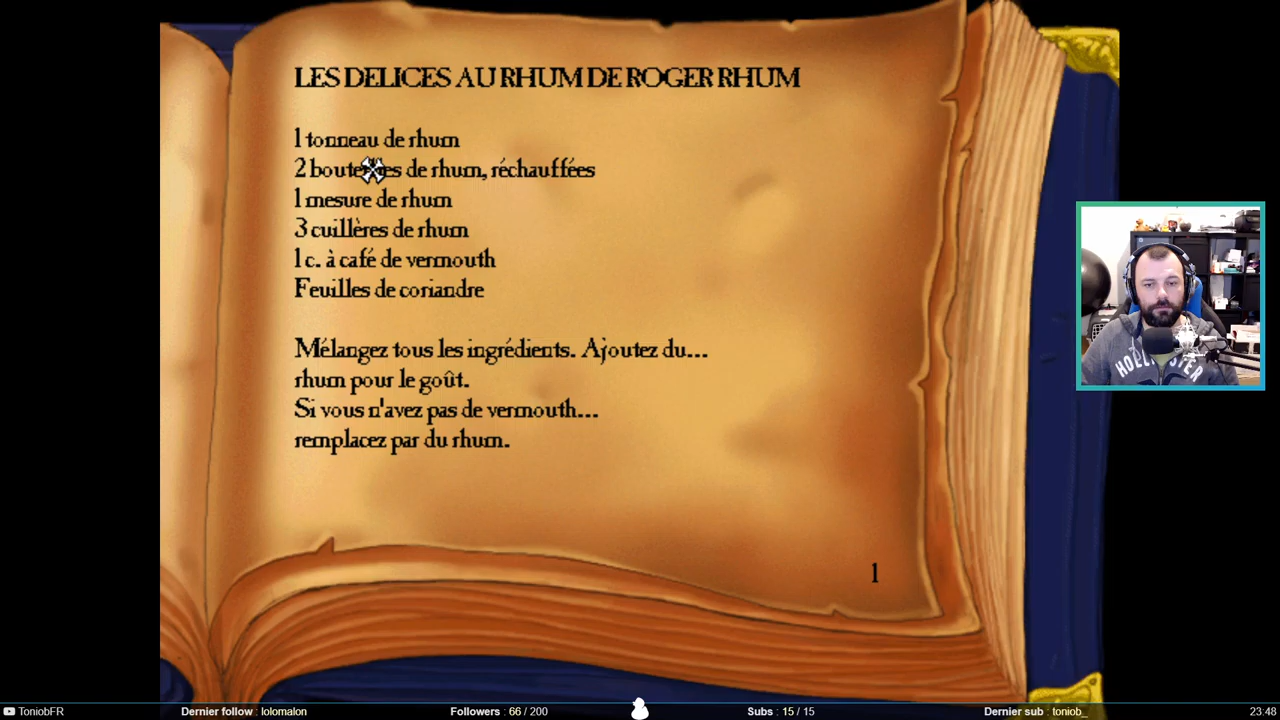 LES DELICES AU RHUM DE ROGER RHUM
1 tonneau de rhum
2 bouteilles de rhum, réchauffées
1 mesure de rhum
3 cuillères de rhum
1 c. à café de vermouth
Feuilles de coriandre
Mélangez tous les ingrédients. Ajoutez du...
rhum pour le goût.
Si vous n'avez pas de vermouth...
remplacez par du rhum.
1
ToniobFR
Dernier follow : lolomalon
Followers : 66 / 200
Subs : 15 / 15
Dernier sub : toniob_
23:48